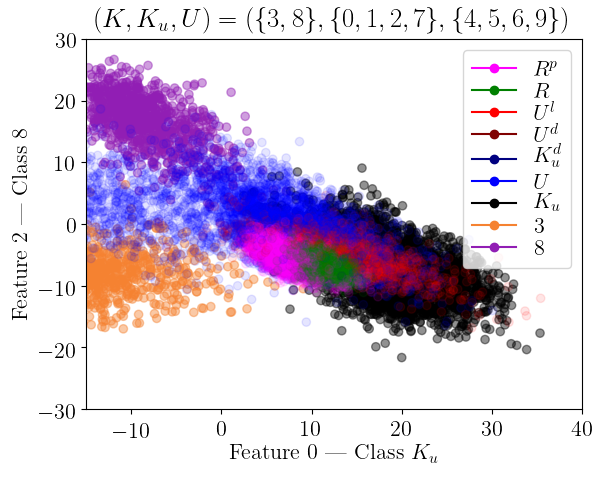 (K, K_u, U) = ({3, 8}, {0, 1, 2, 7}, {4, 5, 6, 9})
30
20
10
0
−10
−20
−30
Feature 2 — Class 8
R^p
R
U^l
U^d
K_u^d
U
K_u
3
8
−10
0
10
20
30
40
Feature 0 — Class K_u